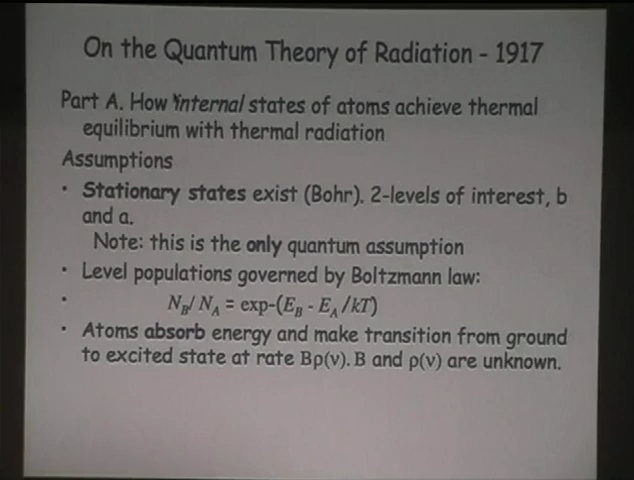 On the Quantum Theory of Radiation - 1917
Part A. How internal states of atoms achieve thermal
equilibrium with thermal radiation
Assumptions
• Stationary states exist (Bohr). 2-levels of interest, b
and a.
Note: this is the only quantum assumption
• Level populations governed by Boltzmann law:
• N_B/ N_A = exp-(E_B - E_A /kT)
• Atoms absorb energy and make transition from ground
to excited state at rate Bρ(ν). B and ρ(ν) are unknown.